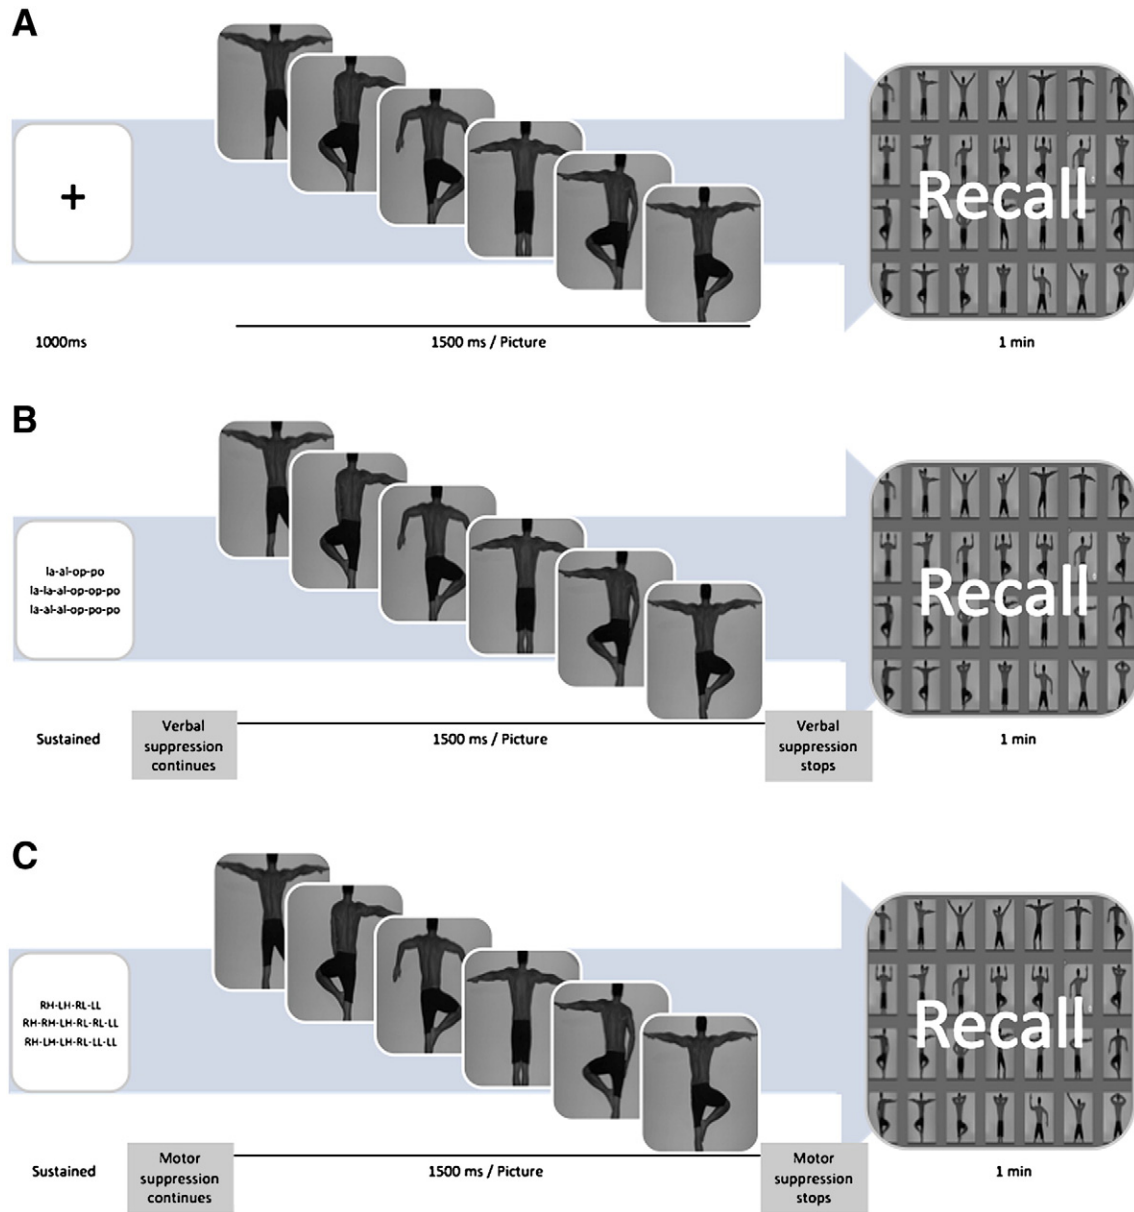 A
+
Recall
1000ms
1500 ms / Picture
1 min
B
la-al-op-po
la-la-al-op-op-po
la-al-al-op-po-po
Recall
Sustained
Verbal
suppression
continues
1500 ms / Picture
Verbal
suppression
stops
1 min
C
RH-LH-RL-LL
RH-RH-LH-RL-RL-LL
RH-LH-LH-RL-LL-LL
Recall
Sustained
Motor
suppression
continues
1500 ms / Picture
Motor
suppression
stops
1 min